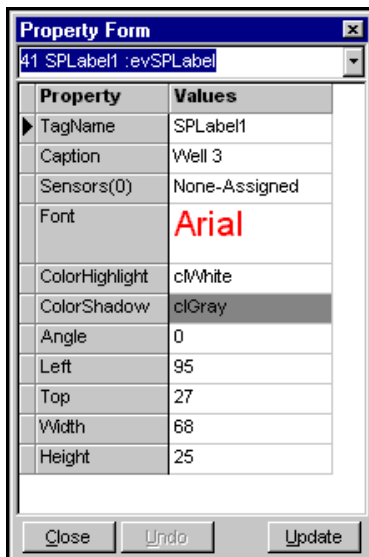 Property Form
41 SPLabel1 :evSPLabel
Property Values
TagName SPLabel1
Caption Well 3
Sensors(0) None-Assigned
Font Arial
ColorHighlight clWhite
ColorShadow clGray
Angle 0
Left 95
Top 27
Width 68
Height 25
Close Undo Update